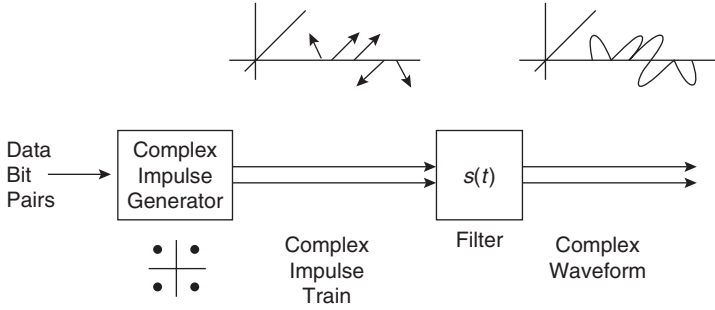 Data
Bit
Pairs
Complex
Impulse
Generator
s(t)
Filter
Complex
Impulse
Train
Complex
Waveform